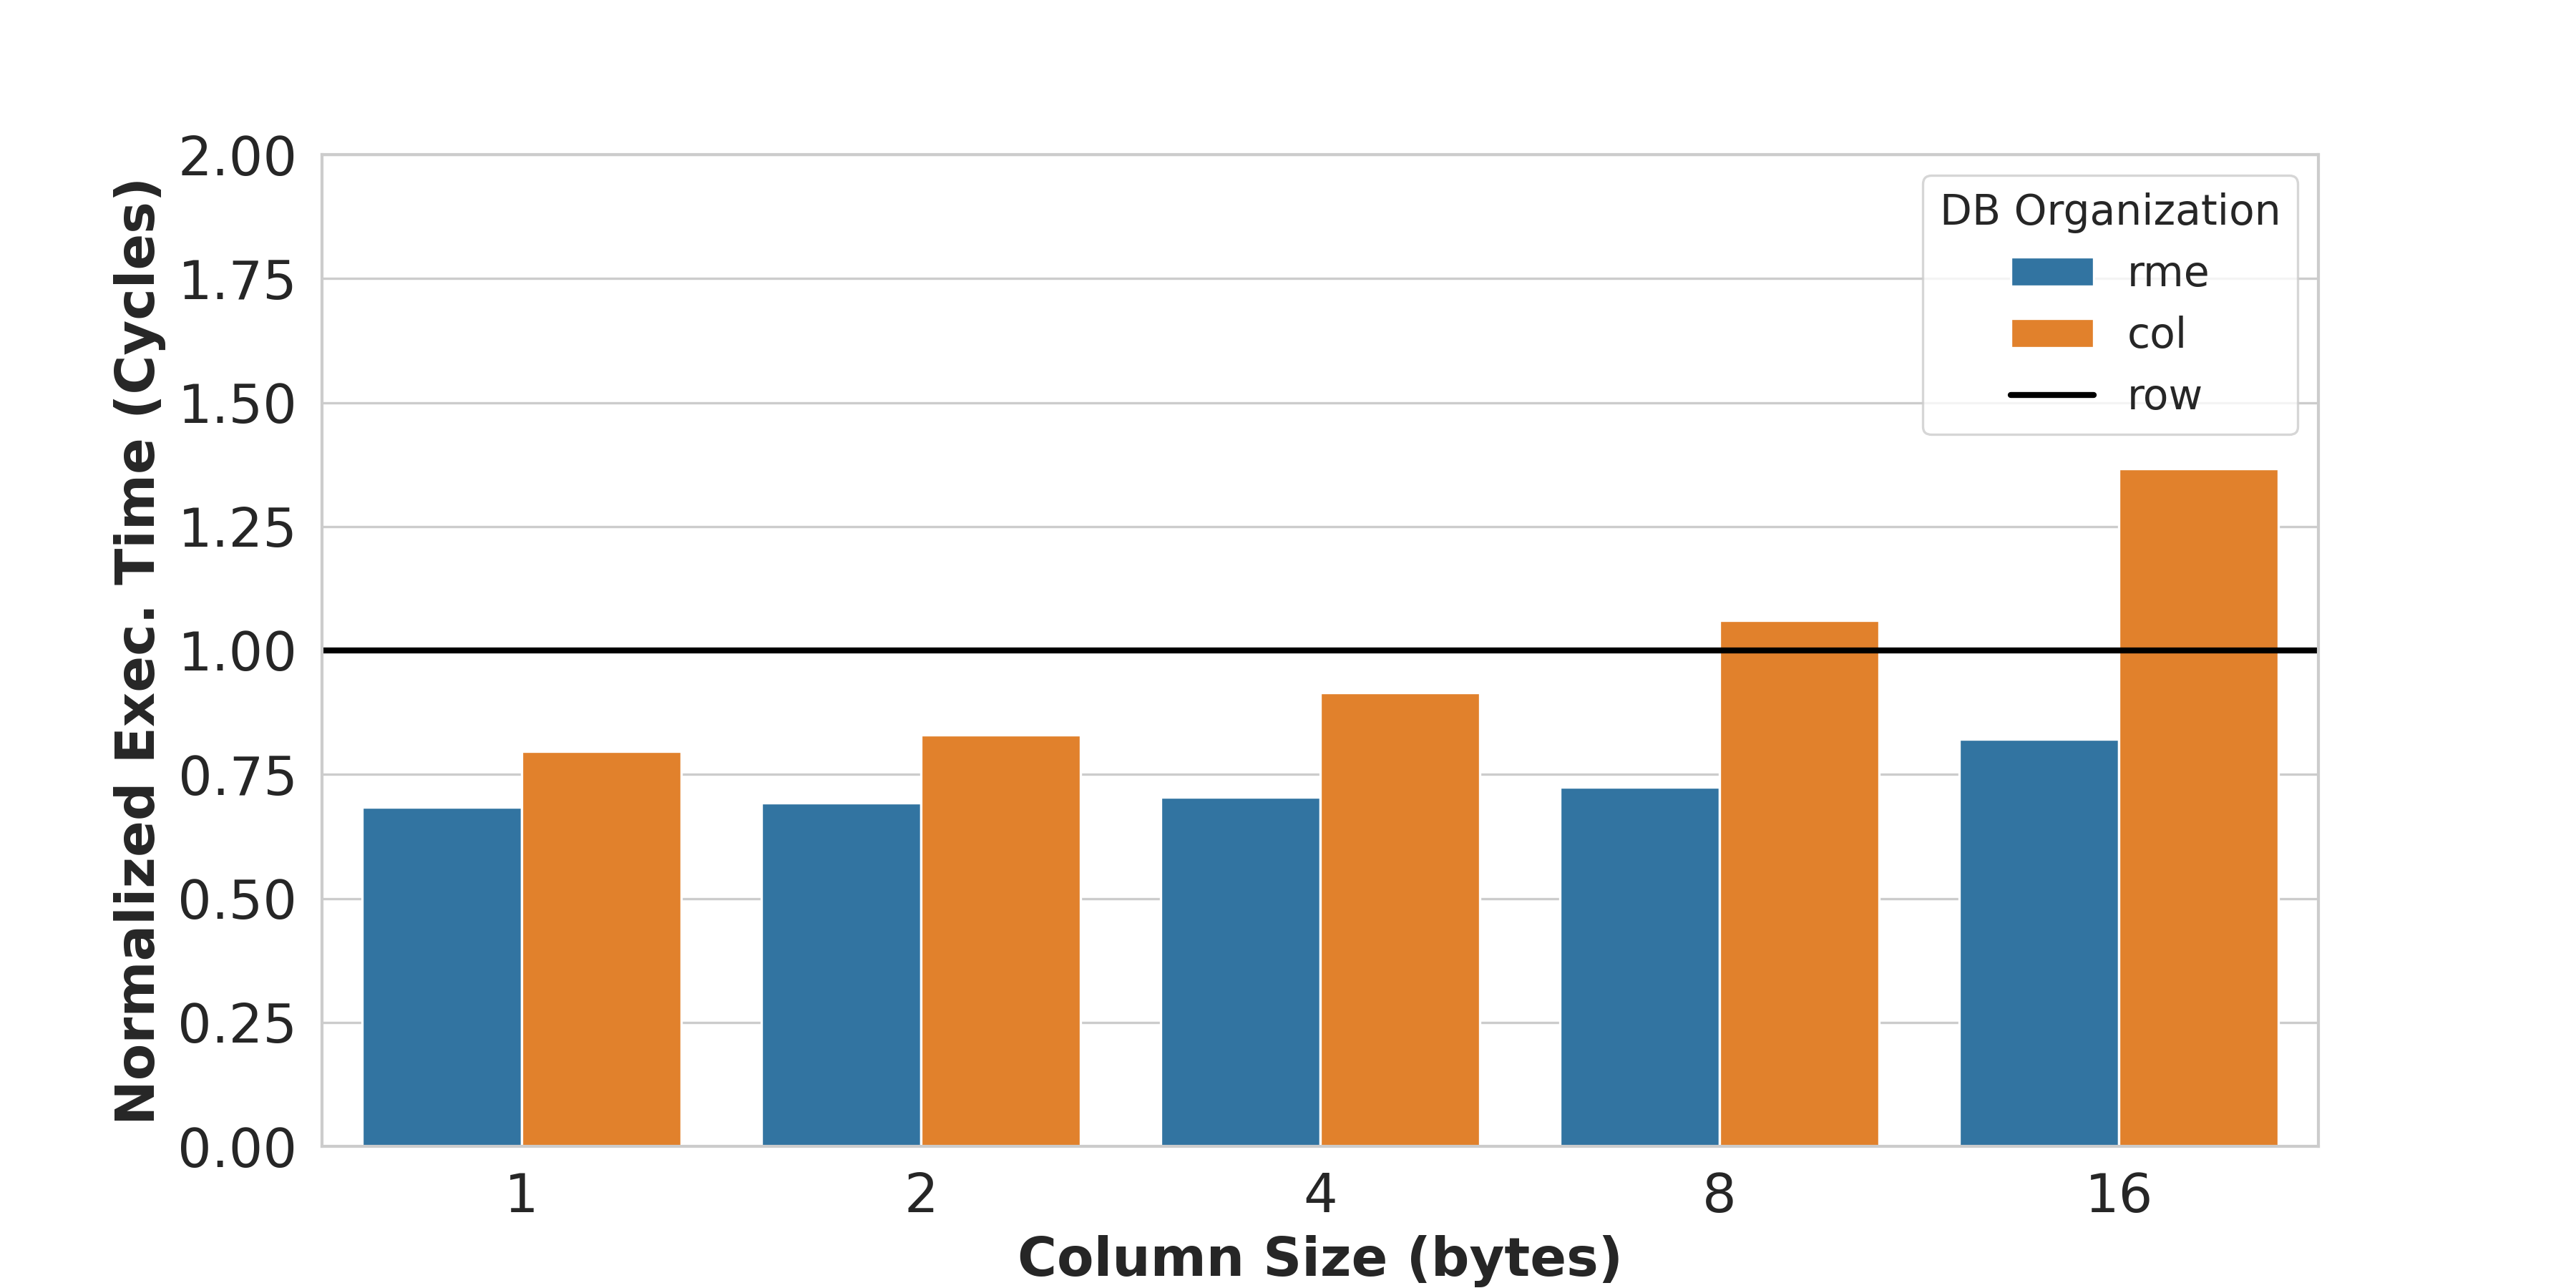 Normalized Exec. Time (Cycles)
2.00
1.75
1.50
1.25
1.00
0.75
0.50
0.25
0.00
DB Organization
rme
col
row
1 2 4 8 16
Column Size (bytes)